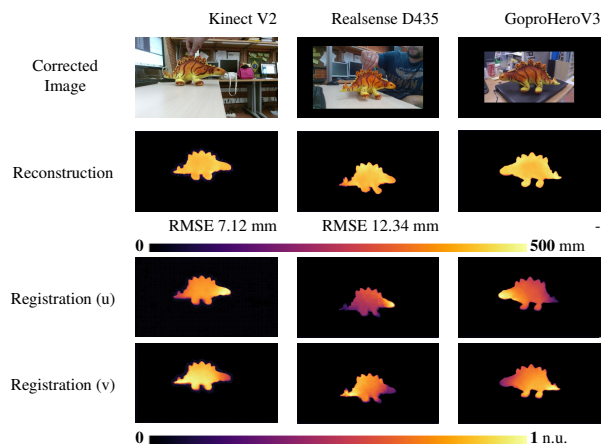 Kinect V2 Realsense D435 GoproHeroV3
Corrected
Image
Reconstruction
RMSE 7.12 mm RMSE 12.34 mm -
0 500 mm
Registration (u)
Registration (v)
0 1 n.u.